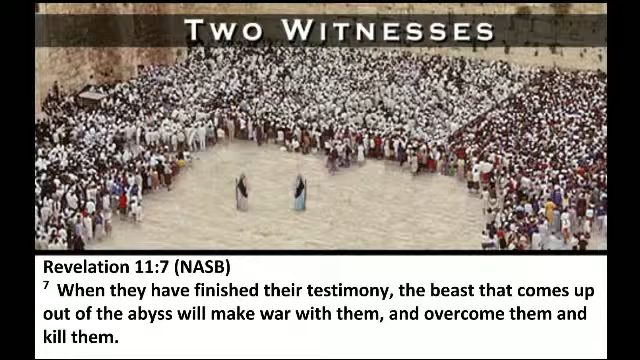 TWO WITNESSES
Revelation 11:7 (NASB)
7 When they have finished their testimony, the beast that comes up
out of the abyss will make war with them, and overcome them and
kill them.